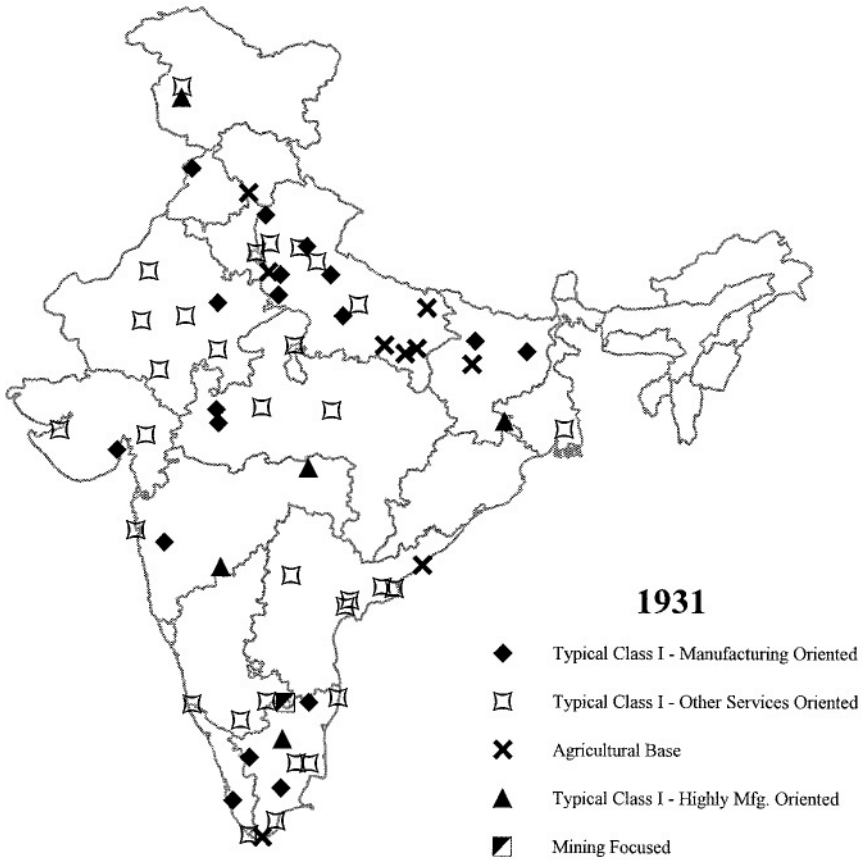 1931
Typical Class I - Manufacturing Oriented
Typical Class I - Other Services Oriented
Agricultural Base
Typical Class I - Highly Mfg. Oriented
Mining Focused